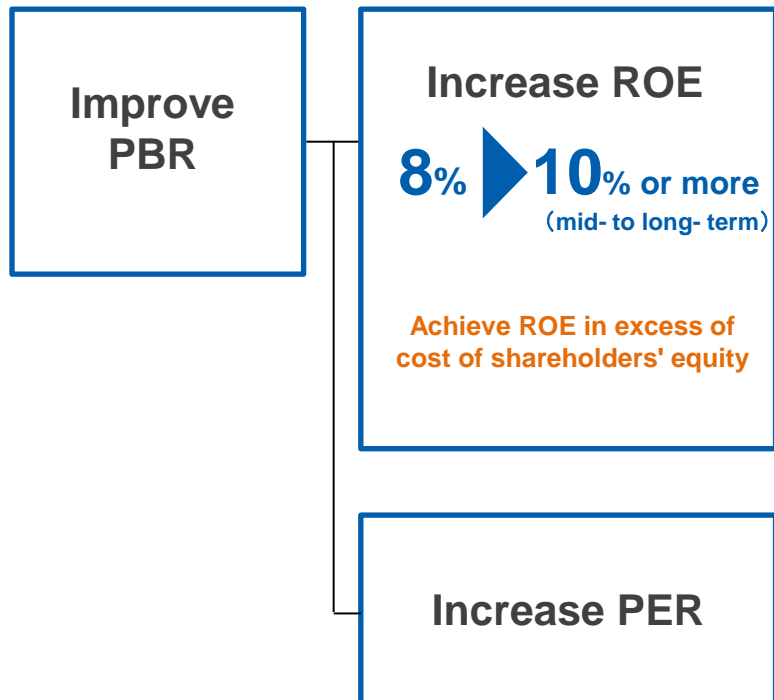 Improve
PBR
Increase ROE
8% 10% or more
（mid- to long- term）
Achieve ROE in excess of
cost of shareholders' equity
Increase PER